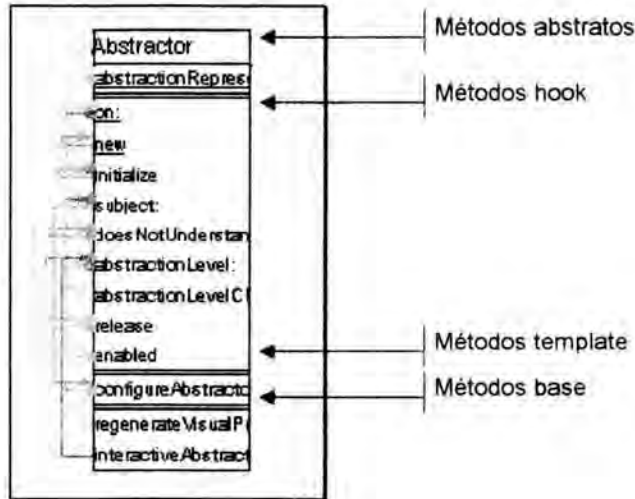 Abstractor
abstractionRepres
on:
new
initialize
subject:
doesNotUnderstan
abstractionLevel:
abstractionLevelC
release
enabled
configureAbstracto
regenerateVisualP
interactiveAbstract
Métodos abstratos
Métodos hook
Métodos template
Métodos base